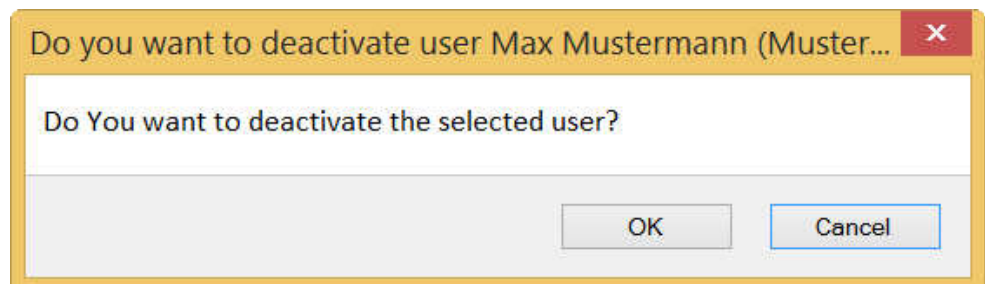 Do you want to deactivate user Max Mustermann (Muster...
Do You want to deactivate the selected user?
OK
Cancel